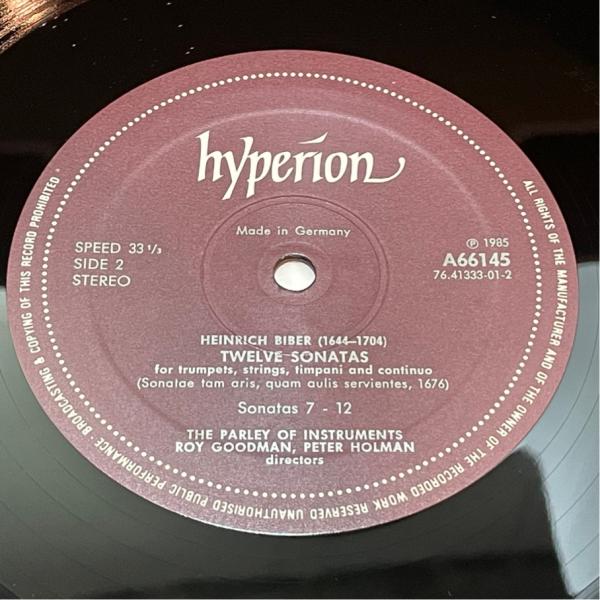 hyperion
Made in Germany
SPEED 33 1/3
SIDE 2
STEREO
℗ 1985
A66145
76.41333-01-2
HEINRICH BIBER (1644–1704)
TWELVE SONATAS
for trumpets, strings, timpani and continuo
(Sonatae tam aris, quam aulis servientes, 1676)
Sonatas 7 - 12
THE PARLEY OF INSTRUMENTS
ROY GOODMAN, PETER HOLMAN
directors
ALL RIGHTS OF THE MANUFACTURER AND OF THE OWNER OF THE RECORDED WORK RESERVED UNAUTHORISED PUBLIC PERFORMANCE · BROADCASTING & COPYING OF THIS RECORD PROHIBITED ·